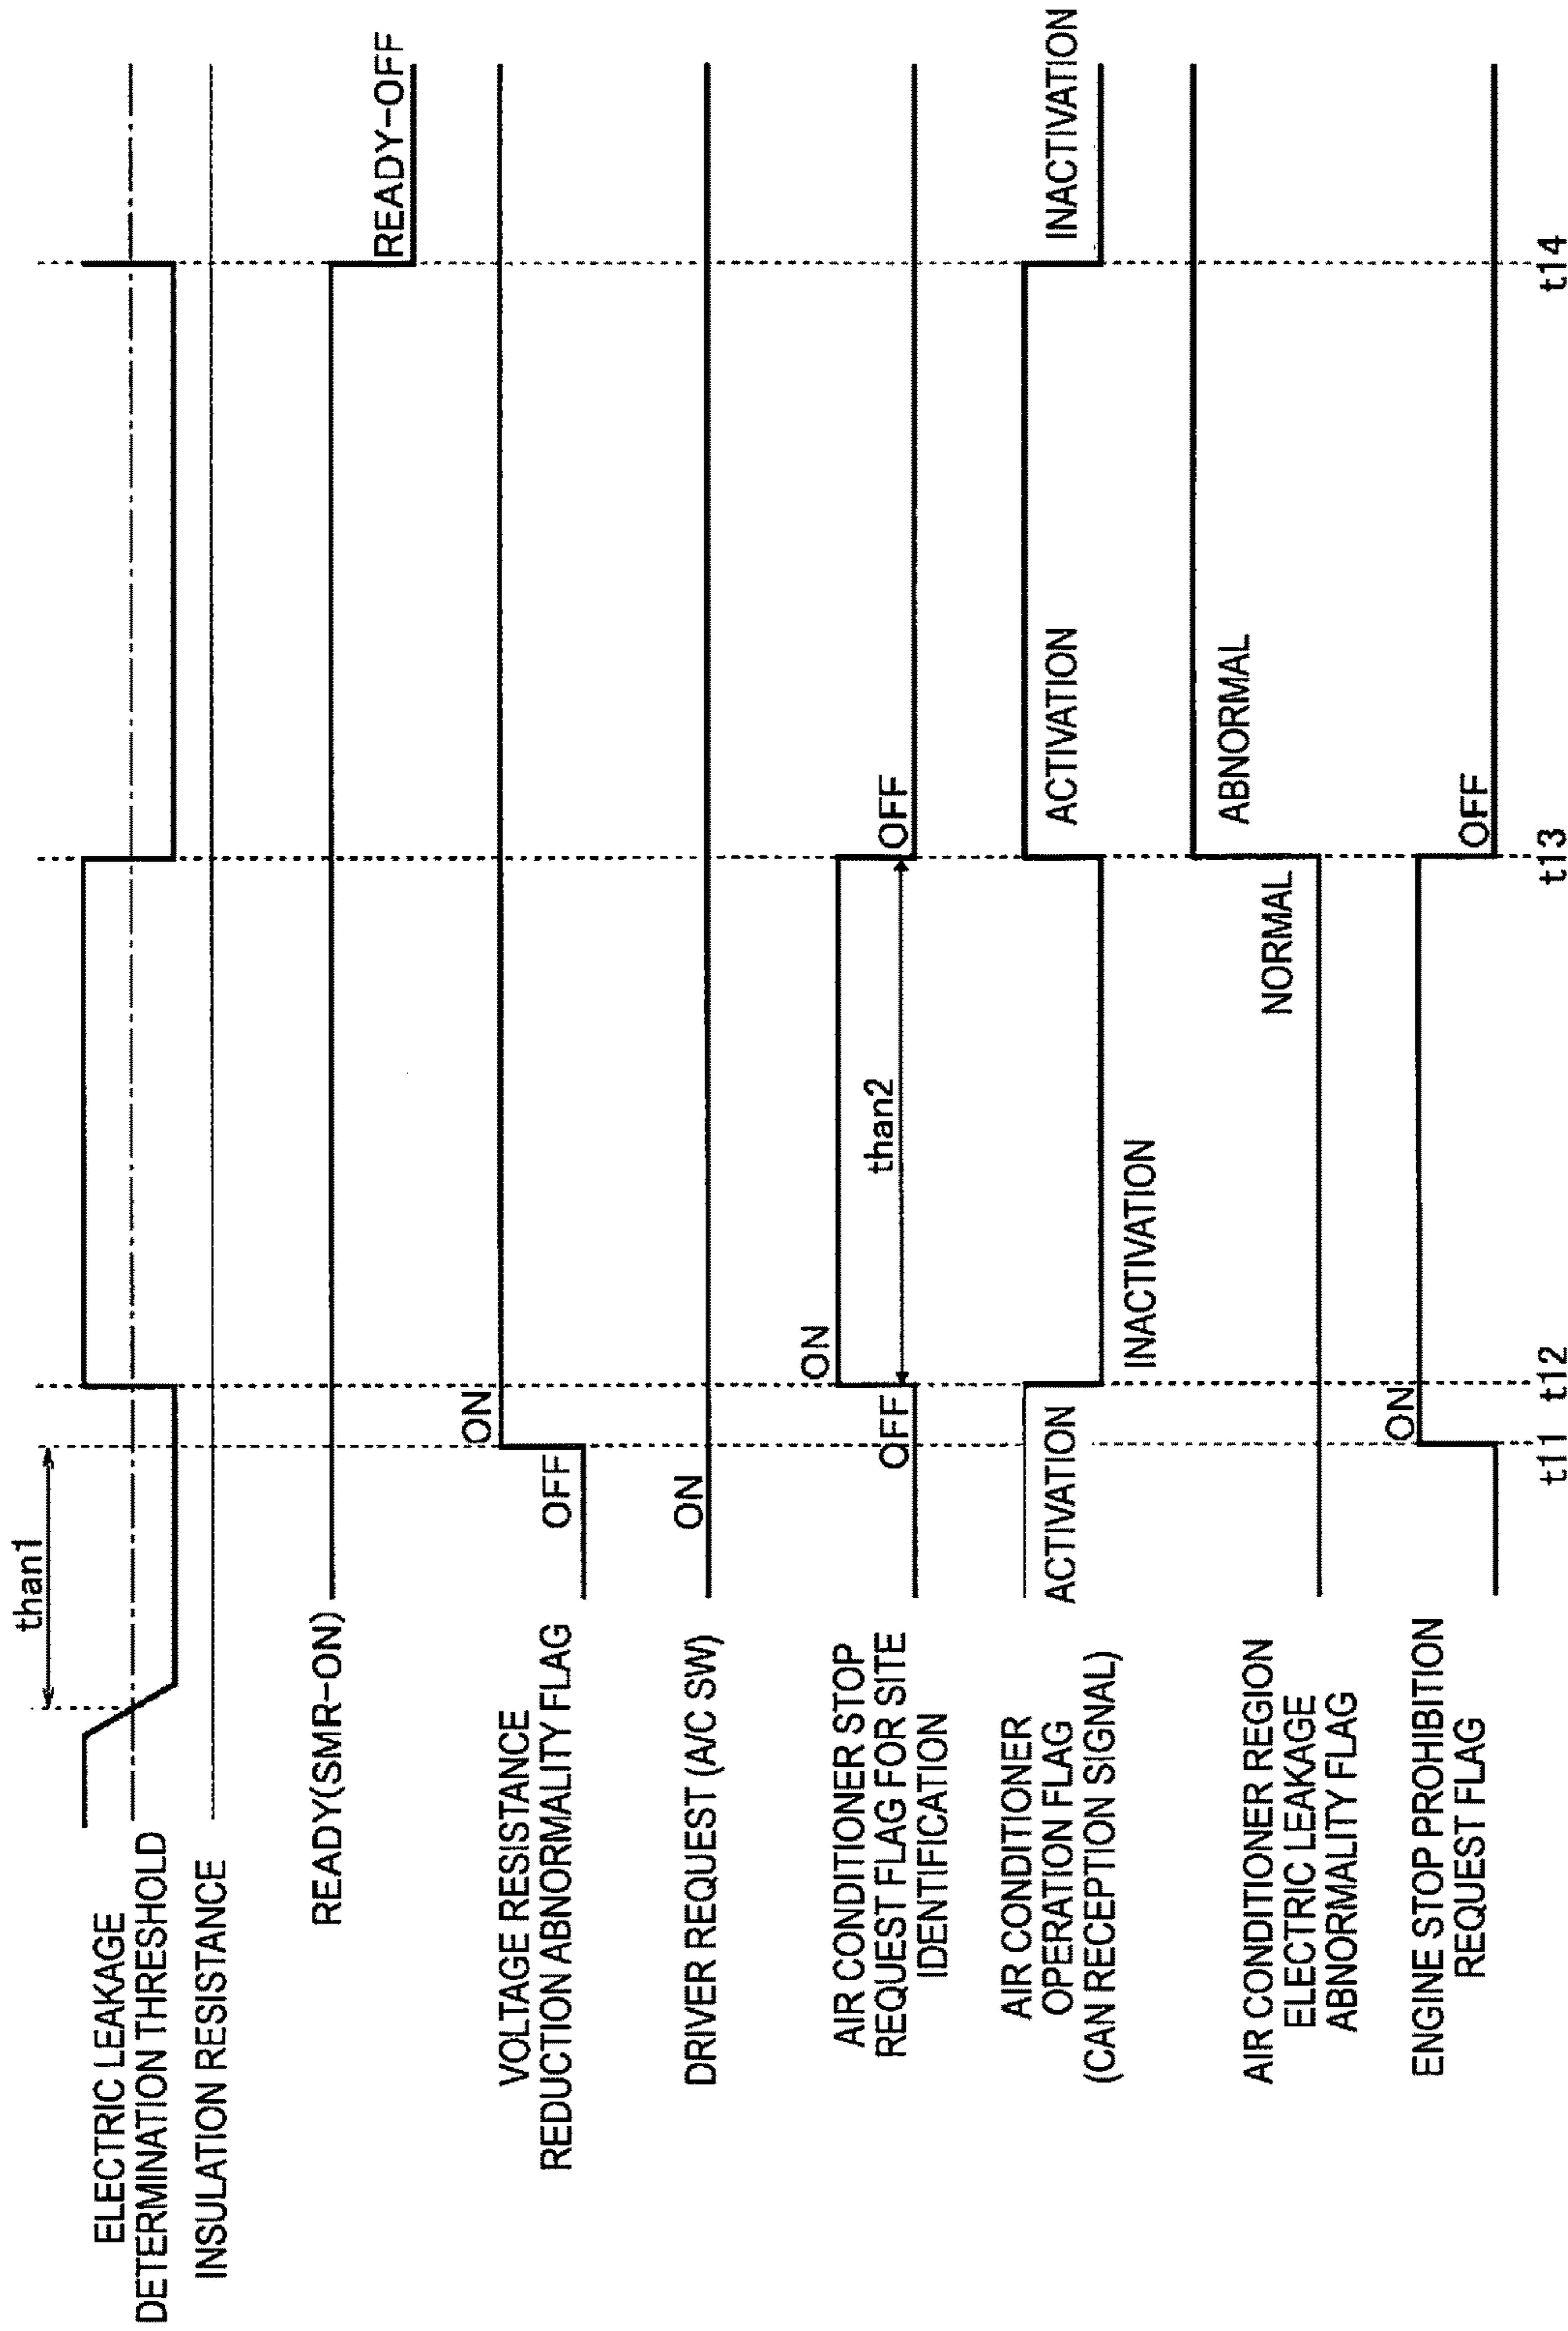 than1
ELECTRIC LEAKAGE
DETERMINATION THRESHOLD
INSULATION RESISTANCE
READY(SMR-ON)
READY-OFF
VOLTAGE RESISTANCE
REDUCTION ABNORMALITY FLAG
OFF
ON
DRIVER REQUEST (A/C SW)
ON
AIR CONDITIONER STOP
REQUEST FLAG FOR SITE
IDENTIFICATION
OFF
ON
than2
OFF
AIR CONDITIONER
OPERATION FLAG
(CAN RECEPTION SIGNAL)
ACTIVATION
INACTIVATION
ACTIVATION
INACTIVATION
AIR CONDITIONER REGION
ELECTRIC LEAKAGE
ABNORMALITY FLAG
NORMAL
ABNORMAL
ENGINE STOP PROHIBITION
REQUEST FLAG
ON
OFF
t11
t12
t13
t14